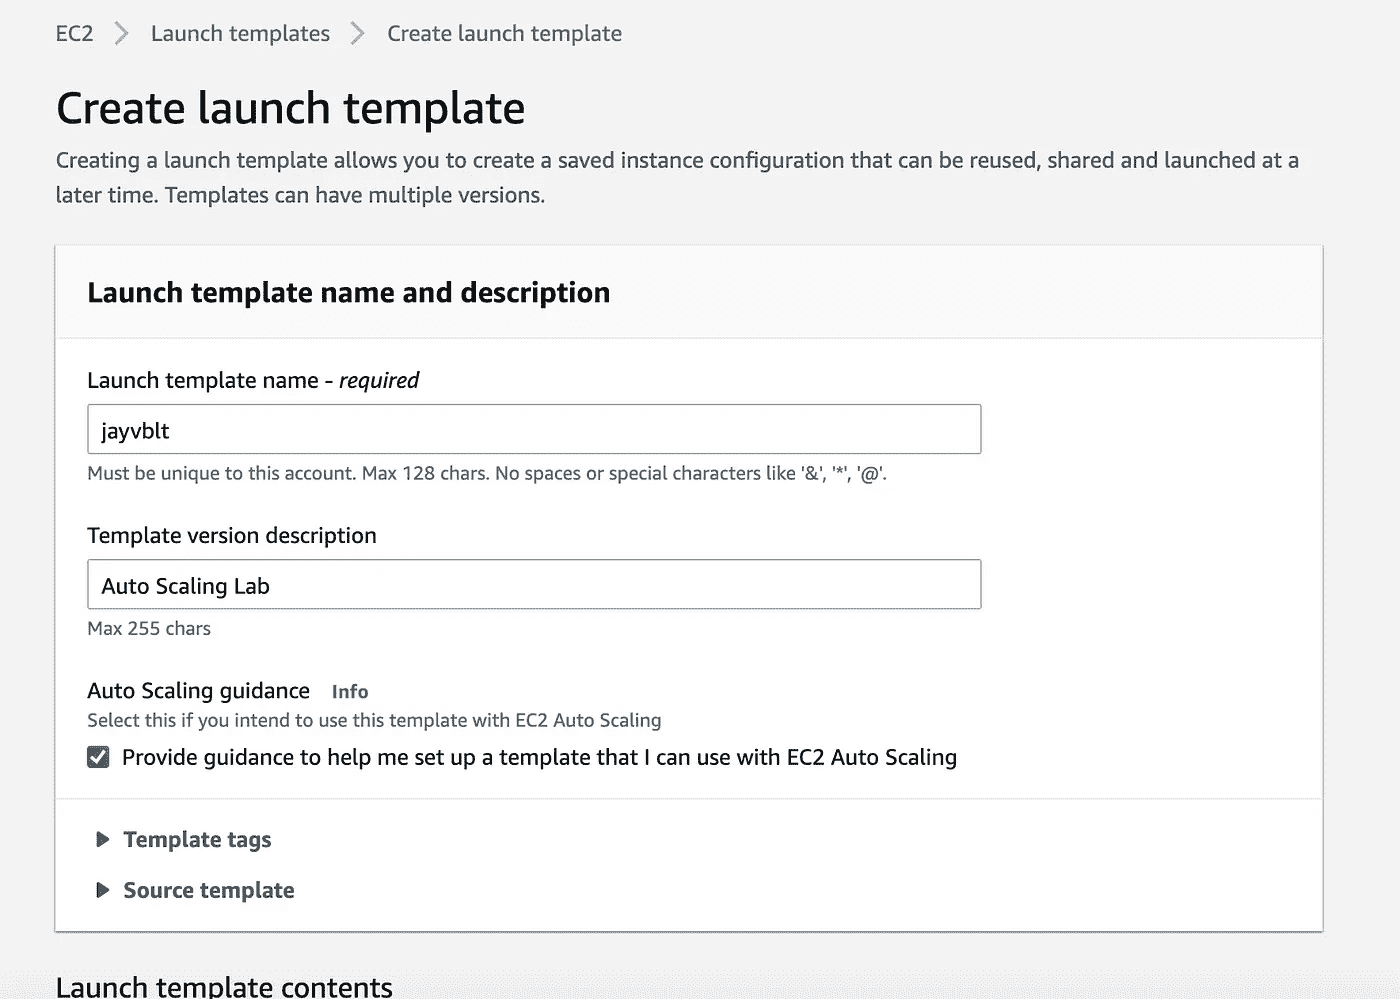 EC2 > Launch templates > Create launch template
Create launch template
Creating a launch template allows you to create a saved instance configuration that can be reused, shared and launched at a
later time. Templates can have multiple versions.
Launch template name and description
Launch template name - required
jayvblt
Must be unique to this account. Max 128 chars. No spaces or special characters like '&', '*', '@'.
Template version description
Auto Scaling Lab
Max 255 chars
Auto Scaling guidance Info
Select this if you intend to use this template with EC2 Auto Scaling
Provide guidance to help me set up a template that I can use with EC2 Auto Scaling
Template tags
Source template
Launch template contents